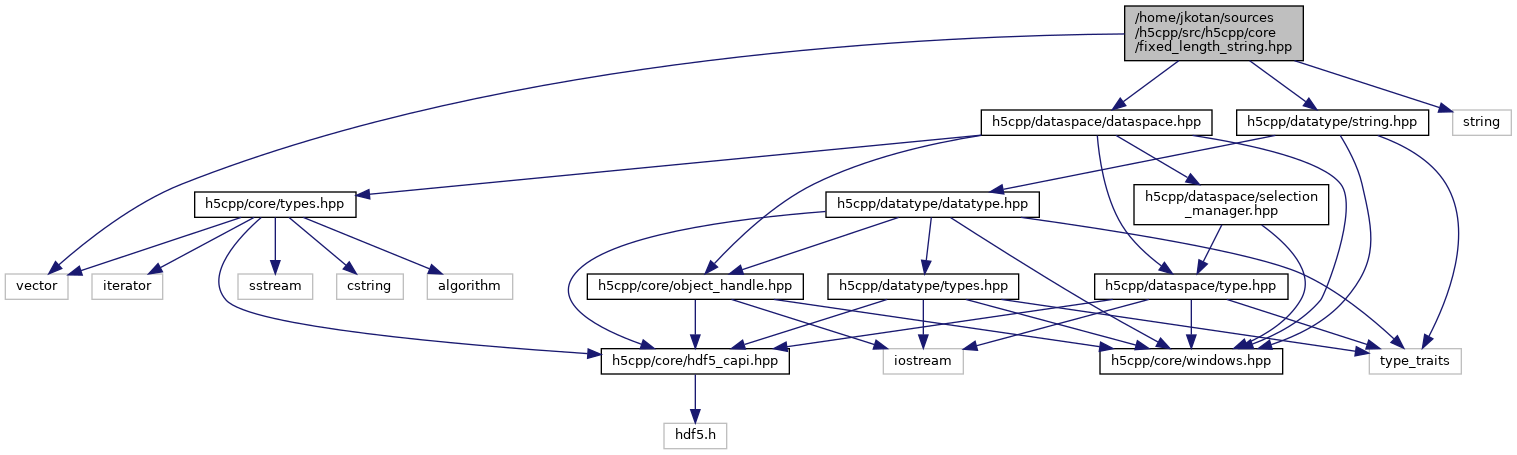 /home/jkotan/sources
/h5cpp/src/h5cpp/core
/fixed_length_string.hpp
h5cpp/dataspace/dataspace.hpp
h5cpp/datatype/string.hpp
string
h5cpp/core/types.hpp
h5cpp/datatype/datatype.hpp
h5cpp/dataspace/selection
_manager.hpp
vector
iterator
sstream
cstring
algorithm
h5cpp/core/object_handle.hpp
h5cpp/datatype/types.hpp
h5cpp/dataspace/type.hpp
h5cpp/core/hdf5_capi.hpp
iostream
h5cpp/core/windows.hpp
type_traits
hdf5.h